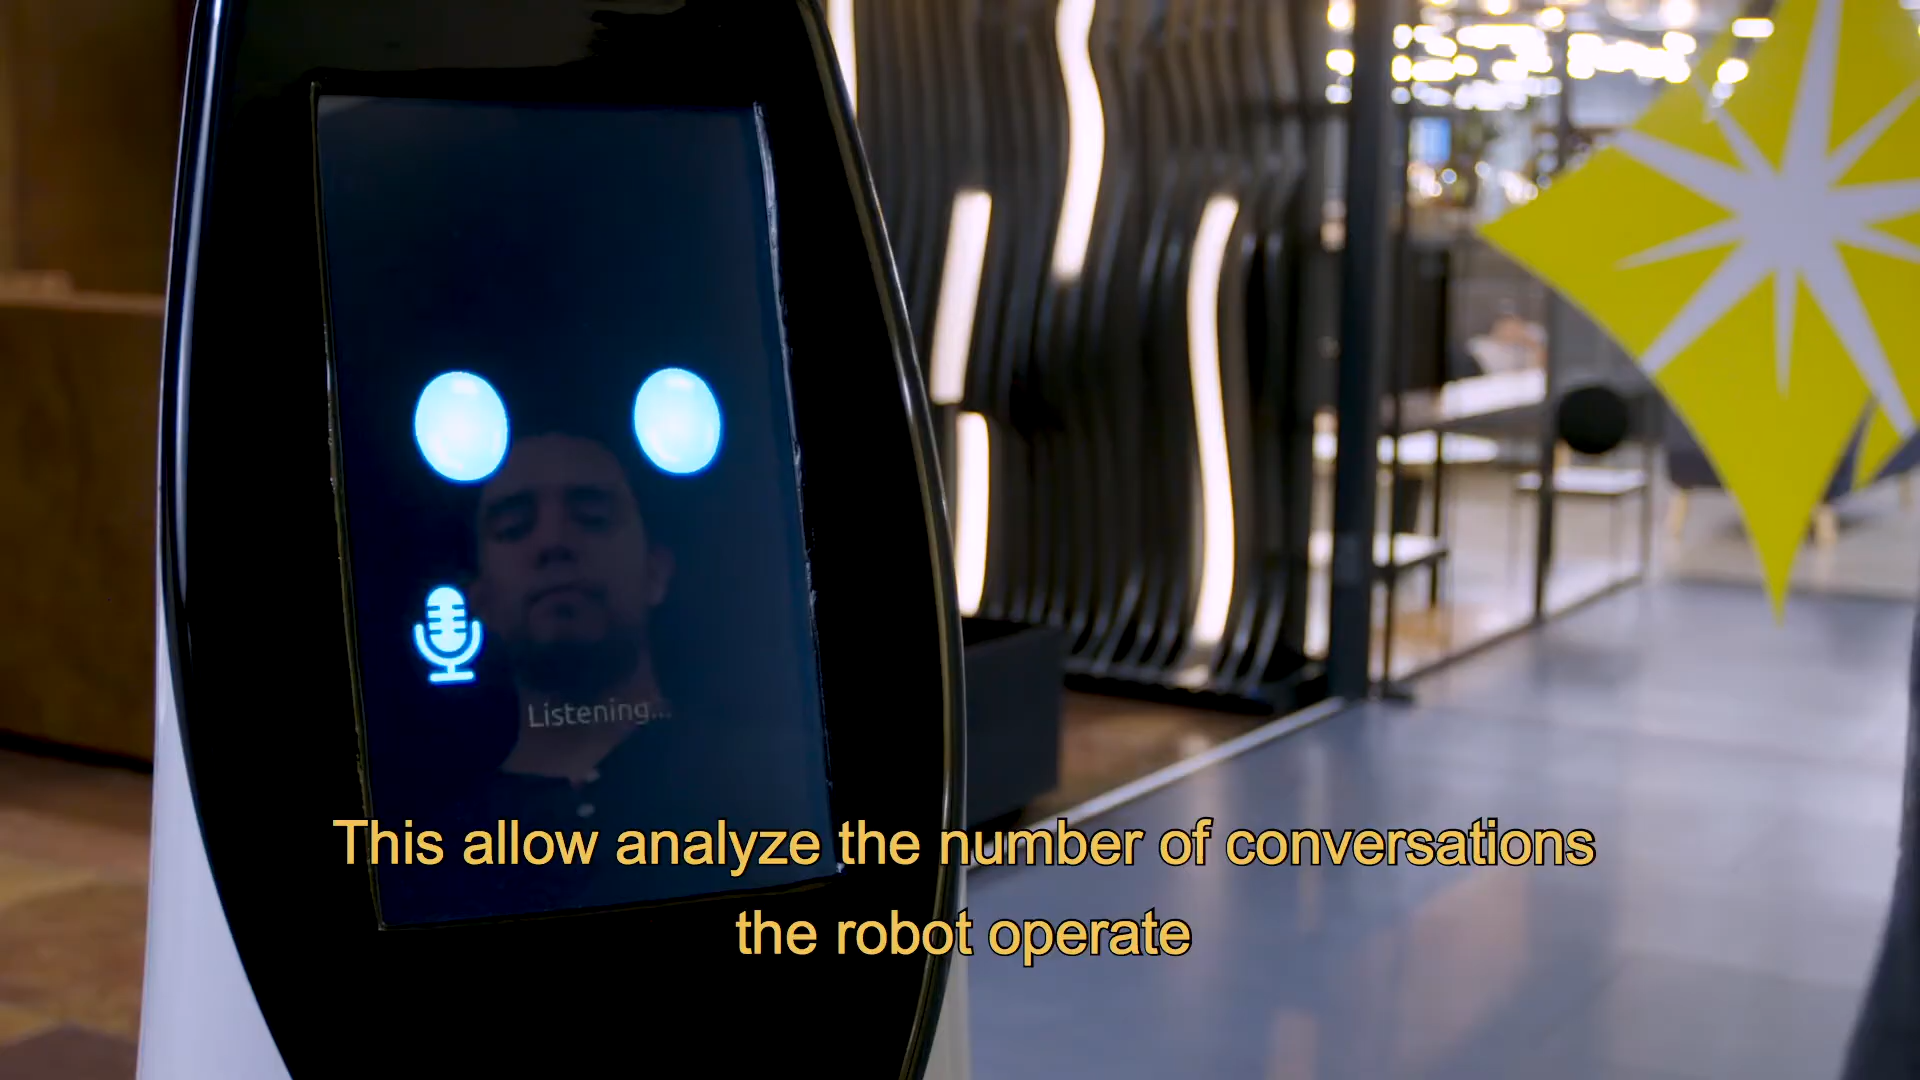 Listening...
This allow analyze the number of conversations
the robot operate